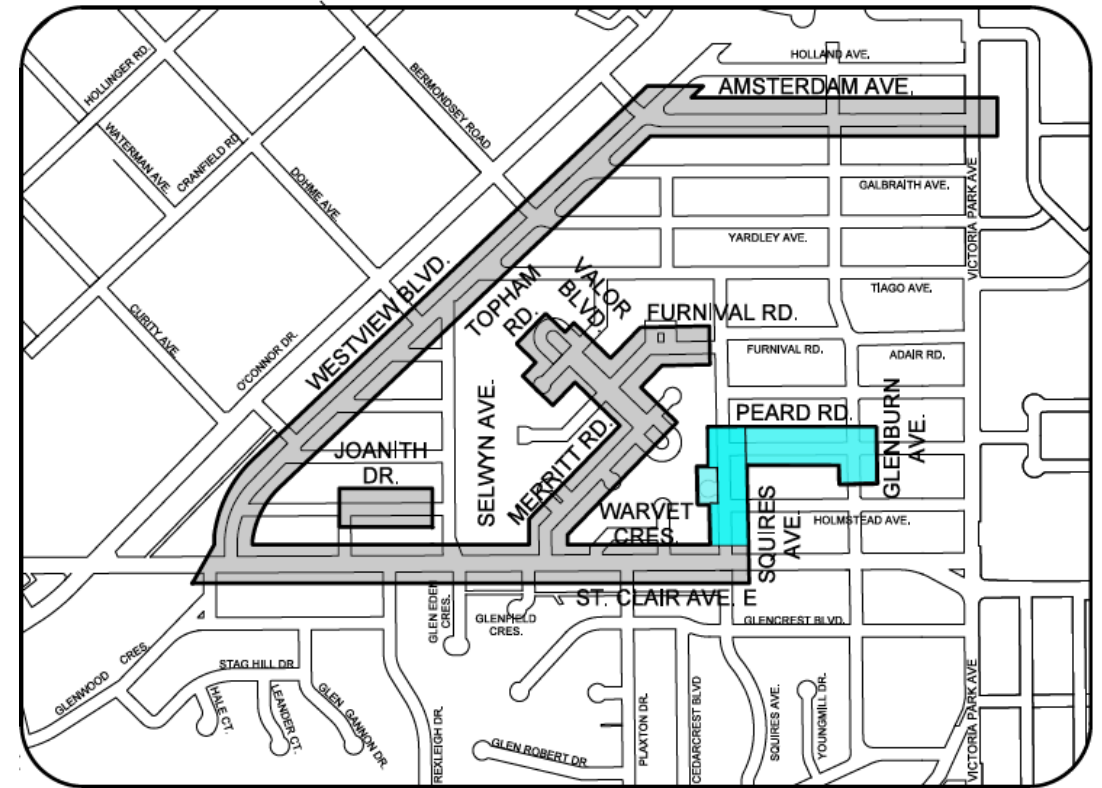 HOLLAND AVE.
AMSTERDAM AVE.
HOLLINGER RD.
BERMONDSEY ROAD
WATERMAN AVE.
CRANFIELD RD
DOHME AVE.
GALBRAITH AVE.
VICTORIA PARK AVE
YARDLEY AVE.
TIAGO AVE.
WESTVIEW BLVD.
TOPHAM
RD.
VALOR
BLVD.
FURNIVAL RD.
CURITY AVE.
O'CONNOR DR.
FURNIVAL RD.
ADAIR RD.
SELWYN AVE.
PEARD RD.
GLENBURN
AVE.
JOANITH
DR.
MERRITT RD.
WARVET
CRES.
SQUIRES
AVE.
HOLMSTEAD AVE.
ST. CLAIR AVE. E
GLEN EDEN
CRES.
GLENFIELD
CRES.
GLENCREST BLVD.
GLENWOOD CRES.
STAG HILL DR
HALE CT.
LEANDER CT.
GLEN GANNON DR.
REXLEIGH DR.
GLEN ROBERT DR
PLAXTON DR.
CEDARCREST BLVD
SQUIRES AVE.
YOUNGMILL DR.
VICTORIA PARK AVE